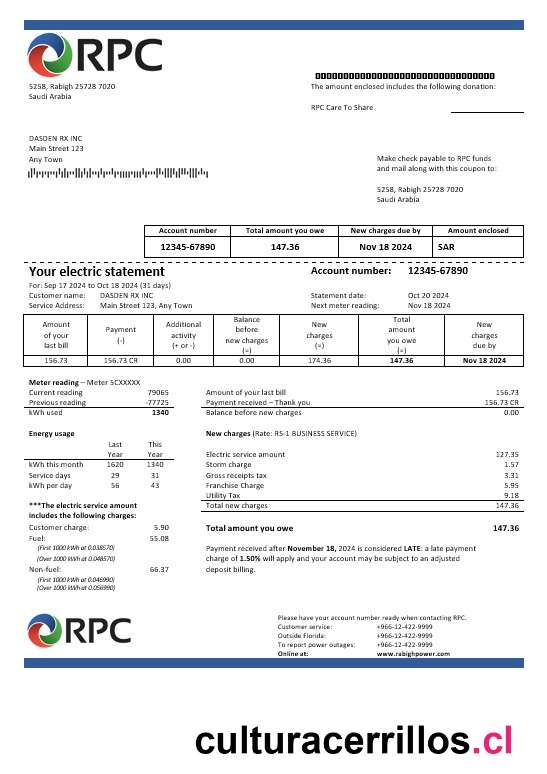 RPC
5258, Rabigh 25728 7020
Saudi Arabia
The amount enclosed includes the following donation:
RPC Care To Share
DASDEN RX INC
Main Street 123
Any Town
Make check payable to RPC funds
and mail along with this coupon to:
5258, Rabigh 25728 7020
Saudi Arabia
Account number Total amount you owe New charges due by Amount enclosed
12345-67890 147.36 Nov 18 2024 SAR
Your electric statement Account number: 12345-67890
For: Sep 17 2024 to Oct 18 2024 (31 days)
Customer name: DASDEN RX INC Statement date: Oct 20 2024
Service Address: Main Street 123, Any Town Next meter reading: Nov 18 2024
Amount of your last bill Payment (-) Additional activity (+ or -) Balance before new charges (=) New charges (=) Total amount you owe (=) New charges due by
156.73 156.73 CR 0.00 0.00 174.36 147.36 Nov 18 2024
Meter reading – Meter 5CXXXXX
Current reading 79065 Amount of your last bill 156.73
Previous reading -77725 Payment received – Thank you 156.73 CR
kWh used 1340 Balance before new charges 0.00
Energy usage New charges (Rate: RS-1 BUSINESS SERVICE)
Last Year This Year
Electric service amount 127.35
kWh this month 1620 1340 Storm charge 1.57
Service days 29 31 Gross receipts tax 3.31
kWh per day 56 43 Franchise Charge 5.95
Utility Tax 9.18
***The electric service amount Total new charges 147.36
includes the following charges:
Customer charge: 5.90 Total amount you owe 147.36
Fuel: 55.08
(First 1000 kWh at 0.038570)
(Over 1000 kWh at 0.048570)
Non-fuel: 66.37
(First 1000 kWh at 0.046990)
(Over 1000 kWh at 0.056990)
Payment received after November 18, 2024 is considered LATE: a late payment
charge of 1.50% will apply and your account may be subject to an adjusted
deposit billing.
RPC
Please have your account number ready when contacting RPC.
Customer service: +966-12-422-9999
Outside Florida: +966-12-422-9999
To report power outages: +966-12-422-9999
Online at: www.rabighpower.com
culturacerrillos.cl